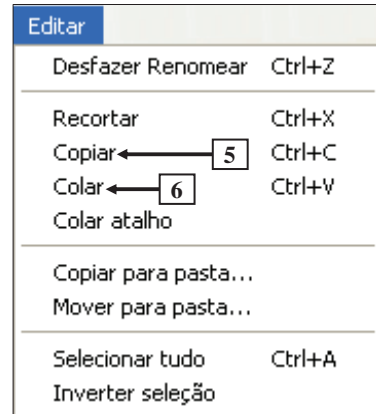 Editar
Desfazer Renomear Ctrl+Z
Recortar Ctrl+X
Copiar 5 Ctrl+C
Colar 6 Ctrl+V
Colar atalho
Copiar para pasta...
Mover para pasta...
Selecionar tudo Ctrl+A
Inverter seleção